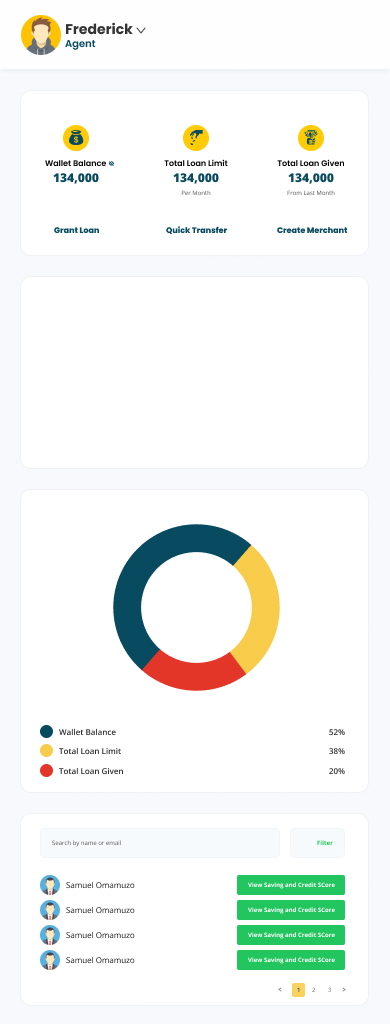 Frederick
Agent
Wallet Balance
134,000
Total Loan Limit
134,000
Per Month
Total Loan Given
134,000
From Last Month
Grant Loan
Quick Transfer
Create Merchant
Wallet Balance 52%
Total Loan Limit 38%
Total Loan Given 20%
Search by name or email
Filter
Samuel Omamuzo View Saving and Credit SCore
Samuel Omamuzo View Saving and Credit SCore
Samuel Omamuzo View Saving and Credit SCore
Samuel Omamuzo View Saving and Credit SCore
< 1 2 3 >